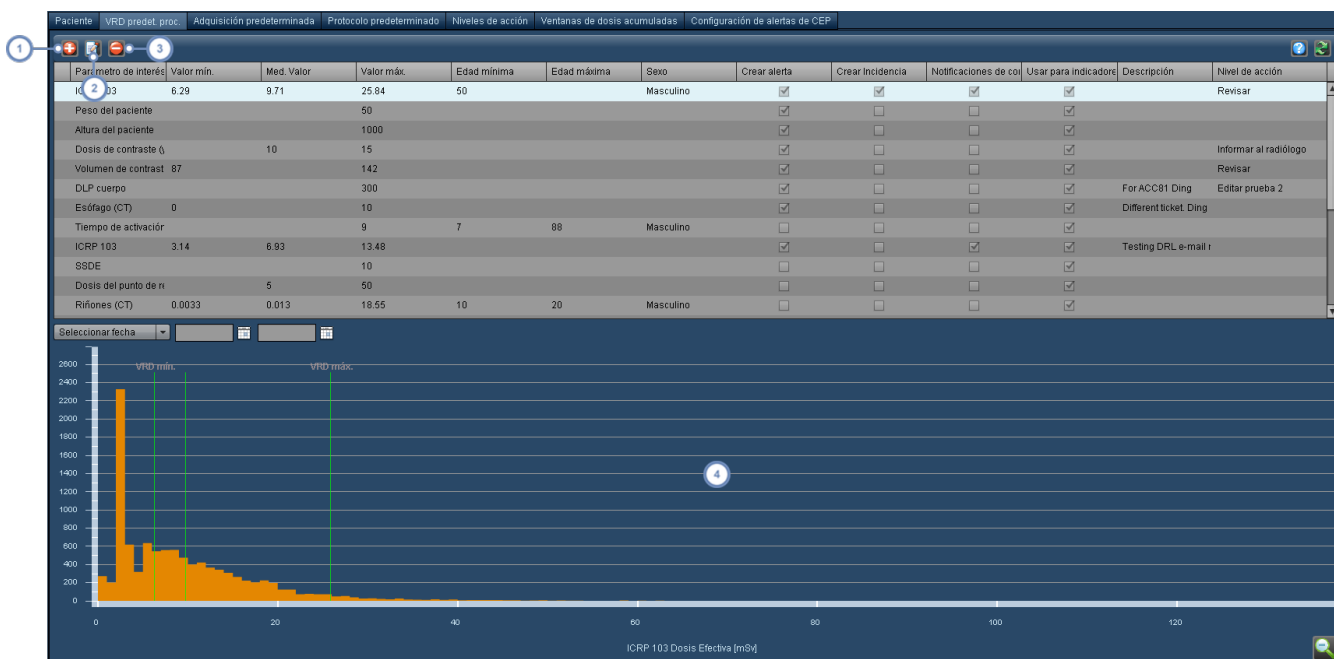 Paciente VRD predet. proc. Adquisición predeterminada Protocolo predeterminado Niveles de acción Ventanas de dosis acumuladas Configuración de alertas de CEP
1 3
2
Parámetro de interés Valor mín. Med. Valor Valor máx. Edad mínima Edad máxima Sexo Crear alerta Crear Incidencia Notificaciones de cor Usar para indicadore Descripción Nivel de acción
03 6.29 9.71 25.84 50 Masculino Revisar
Peso del paciente 50
Altura del paciente 1000
Dosis de contraste 10 15 Informar al radiólogo
Volumen de contrast 87 142 Revisar
DLP cuerpo 300 For ACC81 Ding Editar prueba 2
Esófago (CT) 0 10 Different ticket. Ding
Tiempo de activación 9 7 88 Masculino
ICRP 103 3.14 6.93 13.48 Testing DRL e-mail r
SSDE 10
Dosis del punto de re 5 50
Riñones (CT) 0.0033 0.013 18.55 10 20 Masculino
Seleccionar fecha
VRD mín. VRD máx.
2600
2400
2200
2000
1800
1600
1400
1200
1000
800
600
400
200
0
4
0 20 40 60 80 100 120
ICRP 103 Dosis Efectiva [mSv]